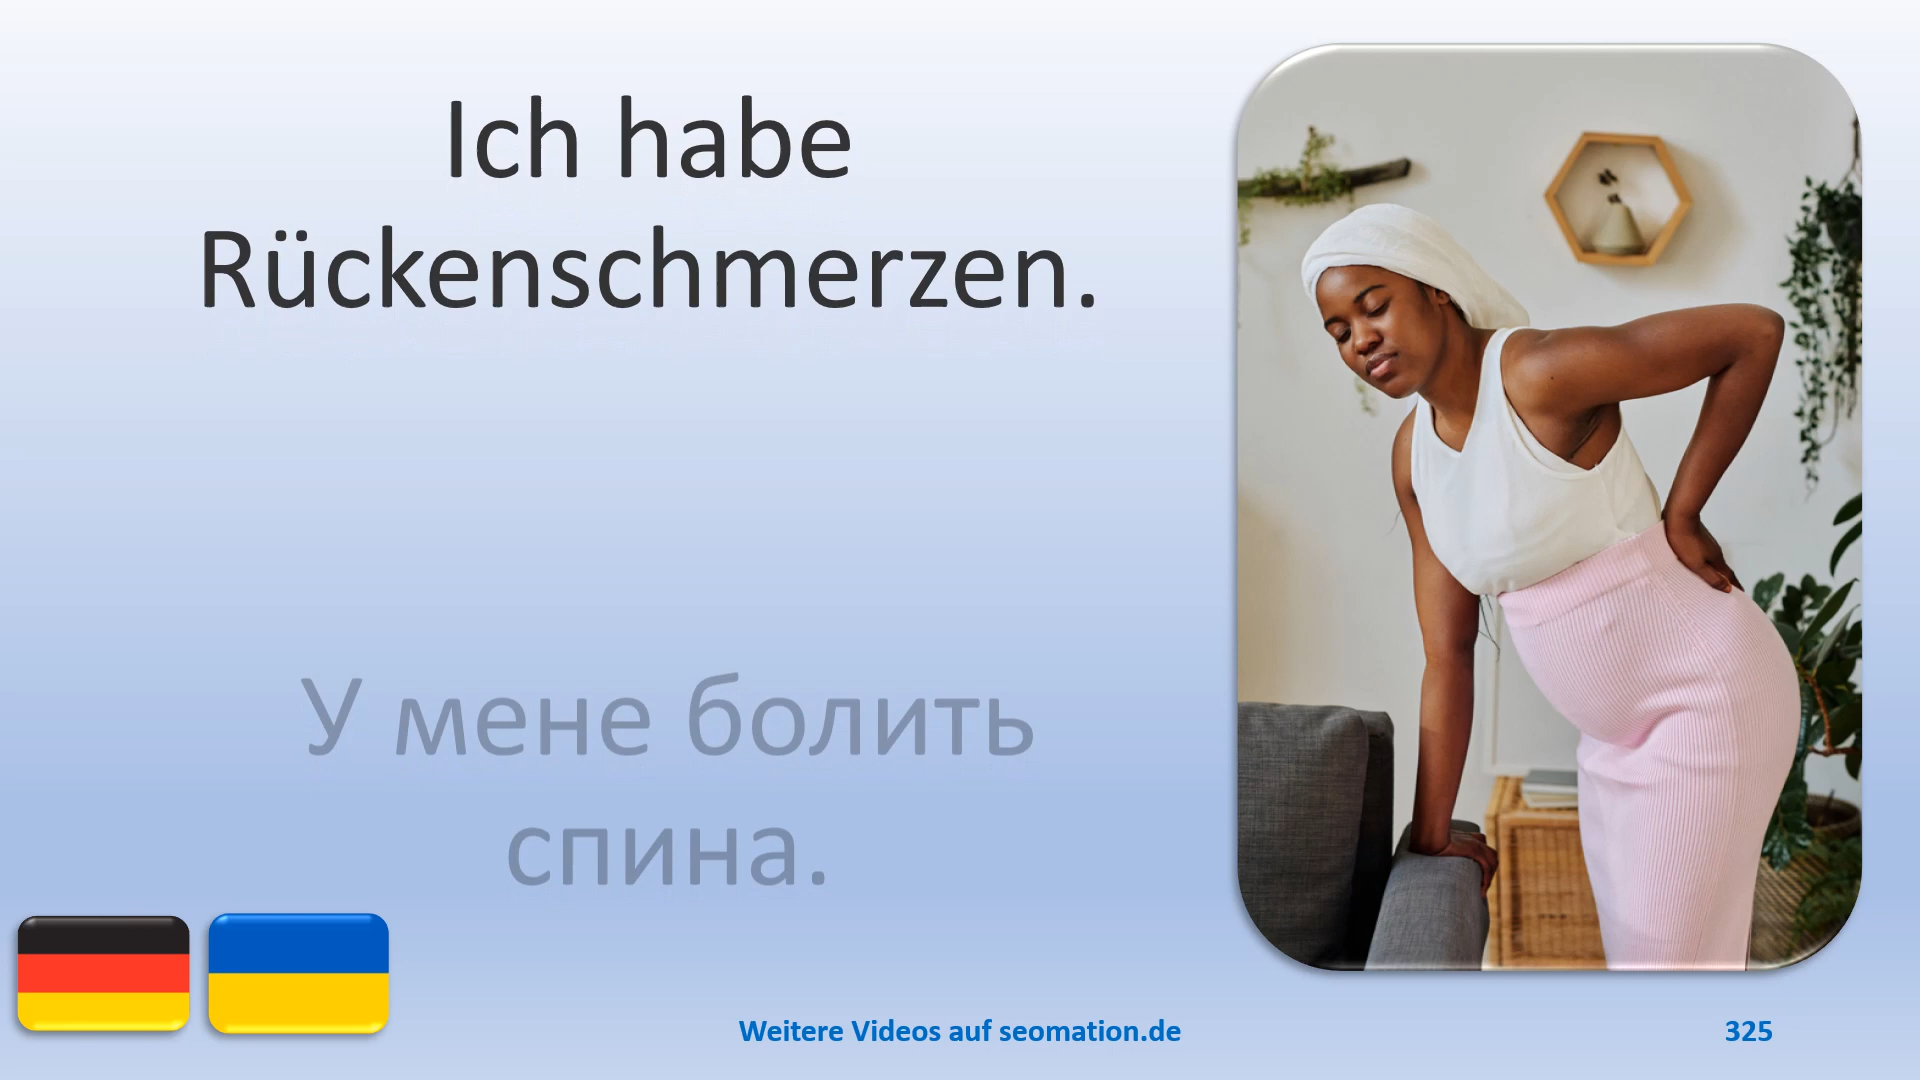 Ich habe
Rückenschmerzen.
У мене болить
спина.
Weitere Videos auf seomation.de
325